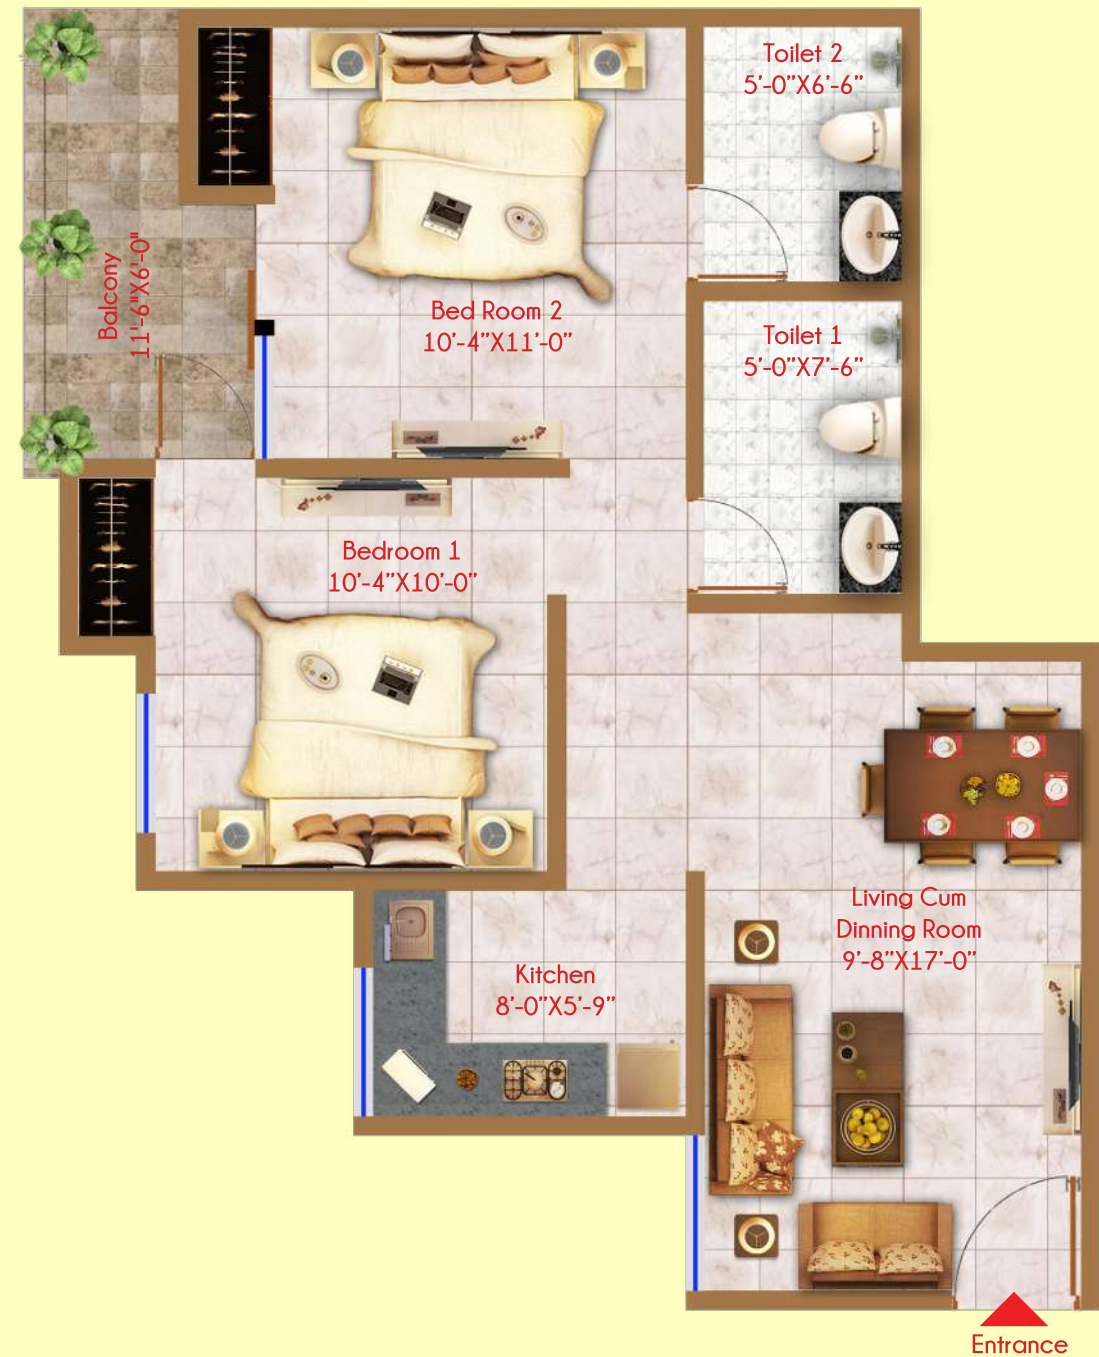 Toilet 2
5'-0"X6'-6"
Balcony
11'-6"X6'-0"
Bed Room 2
10'-4"X11'-0"
Toilet 1
5'-0"X7'-6"
Bedroom 1
10'-4"X10'-0"
Living Cum
Dinning Room
9'-8"X17'-0"
Kitchen
8'-0"X5'-9"
Entrance